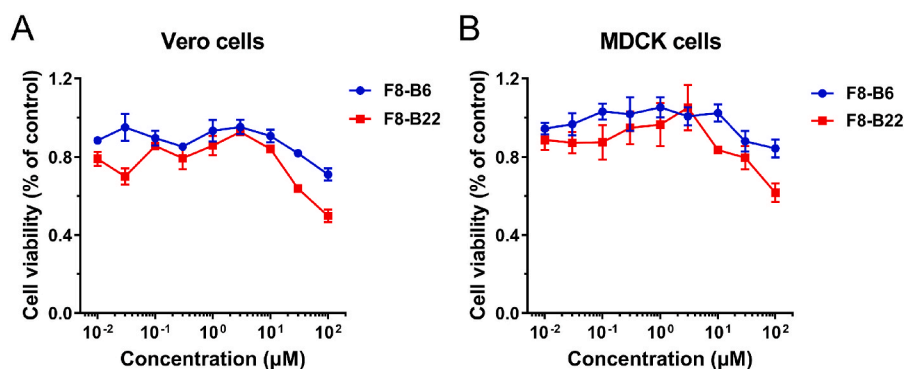 A
Vero cells
Cell viability (% of control)
1.2
0.8
0.4
0.0
10⁻²
10⁻¹
10⁰
10¹
10²
Concentration (μM)
F8-B6
F8-B22
B
MDCK cells
Cell viability (% of control)
1.2
0.8
0.4
0.0
10⁻²
10⁻¹
10⁰
10¹
10²
Concentration (μM)
F8-B6
F8-B22